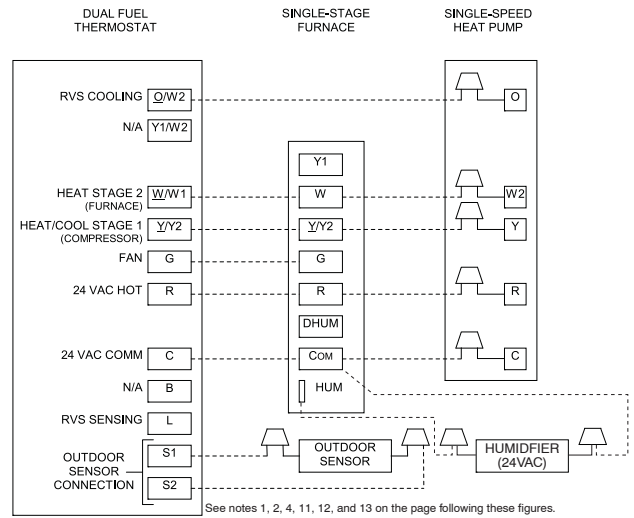 DUAL FUEL
THERMOSTAT
SINGLE-STAGE
FURNACE
SINGLE-SPEED
HEAT PUMP
RVS COOLING
O/W2
O
N/A
Y1/W2
Y1
HEAT STAGE 2
(FURNACE)
W/W1
W
W2
HEAT/COOL STAGE 1
(COMPRESSOR)
Y/Y2
Y/Y2
Y
FAN
G
G
24 VAC HOT
R
R
R
DHUM
24 VAC COMM
C
COM
C
N/A
B
HUM
RVS SENSING
L
OUTDOOR
SENSOR
CONNECTION
S1
S2
OUTDOOR
SENSOR
HUMIDFIER
(24VAC)
See notes 1, 2, 4, 11, 12, and 13 on the page following these figures.